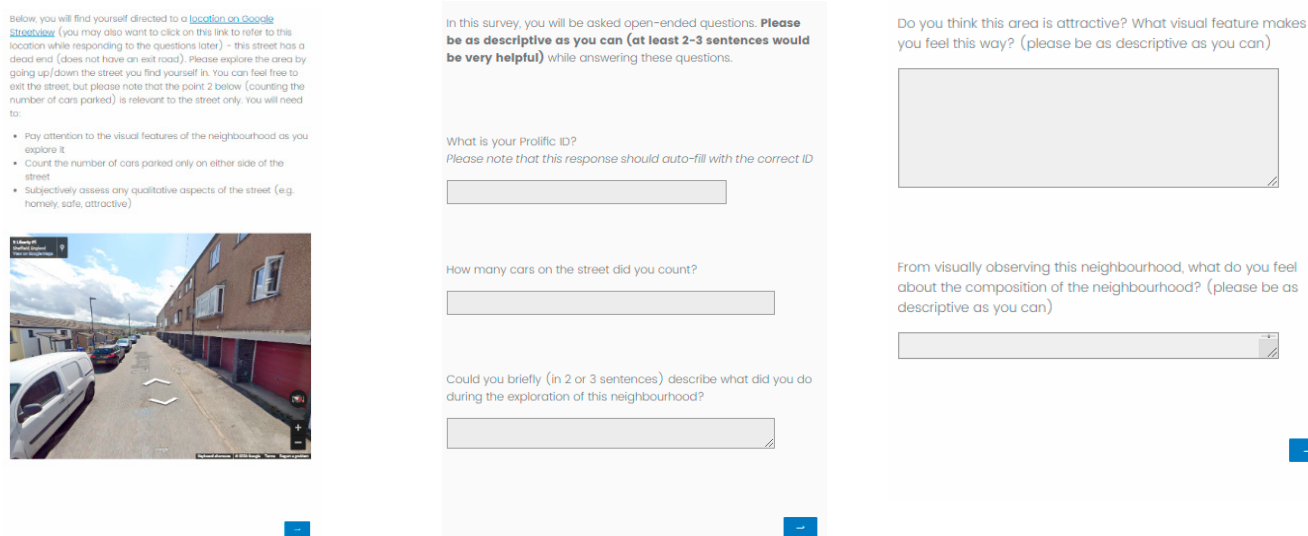 Below, you will find yourself directed to a location on Google
Streetview (you may also want to click on this link to refer to this
location while responding to the questions later) - this street has a
dead end (does not have an exit road). Please explore the area by
going up/down the street you find yourself in. You can feel free to
exit the street, but please note that the point 2 below (counting the
number of cars parked) is relevant to the street only. You will need
to:
• Pay attention to the visual features of the neighbourhood as you
explore it
• Count the number of cars parked only on either side of the
street
• Subjectively assess any qualitative aspects of the street (e.g.
homely, safe, attractive)
Sheffield, England
View on Google Maps
Keyboard shortcuts
Terms
Report a problem
In this survey, you will be asked open-ended questions. Please
be as descriptive as you can (at least 2-3 sentences would
be very helpful) while answering these questions.
What is your Prolific ID?
Please note that this response should auto-fill with the correct ID
How many cars on the street did you count?
Could you briefly (in 2 or 3 sentences) describe what did you do
during the exploration of this neighbourhood?
Do you think this area is attractive? What visual feature makes
you feel this way? (please be as descriptive as you can)
From visually observing this neighbourhood, what do you feel
about the composition of the neighbourhood? (please be as
descriptive as you can)